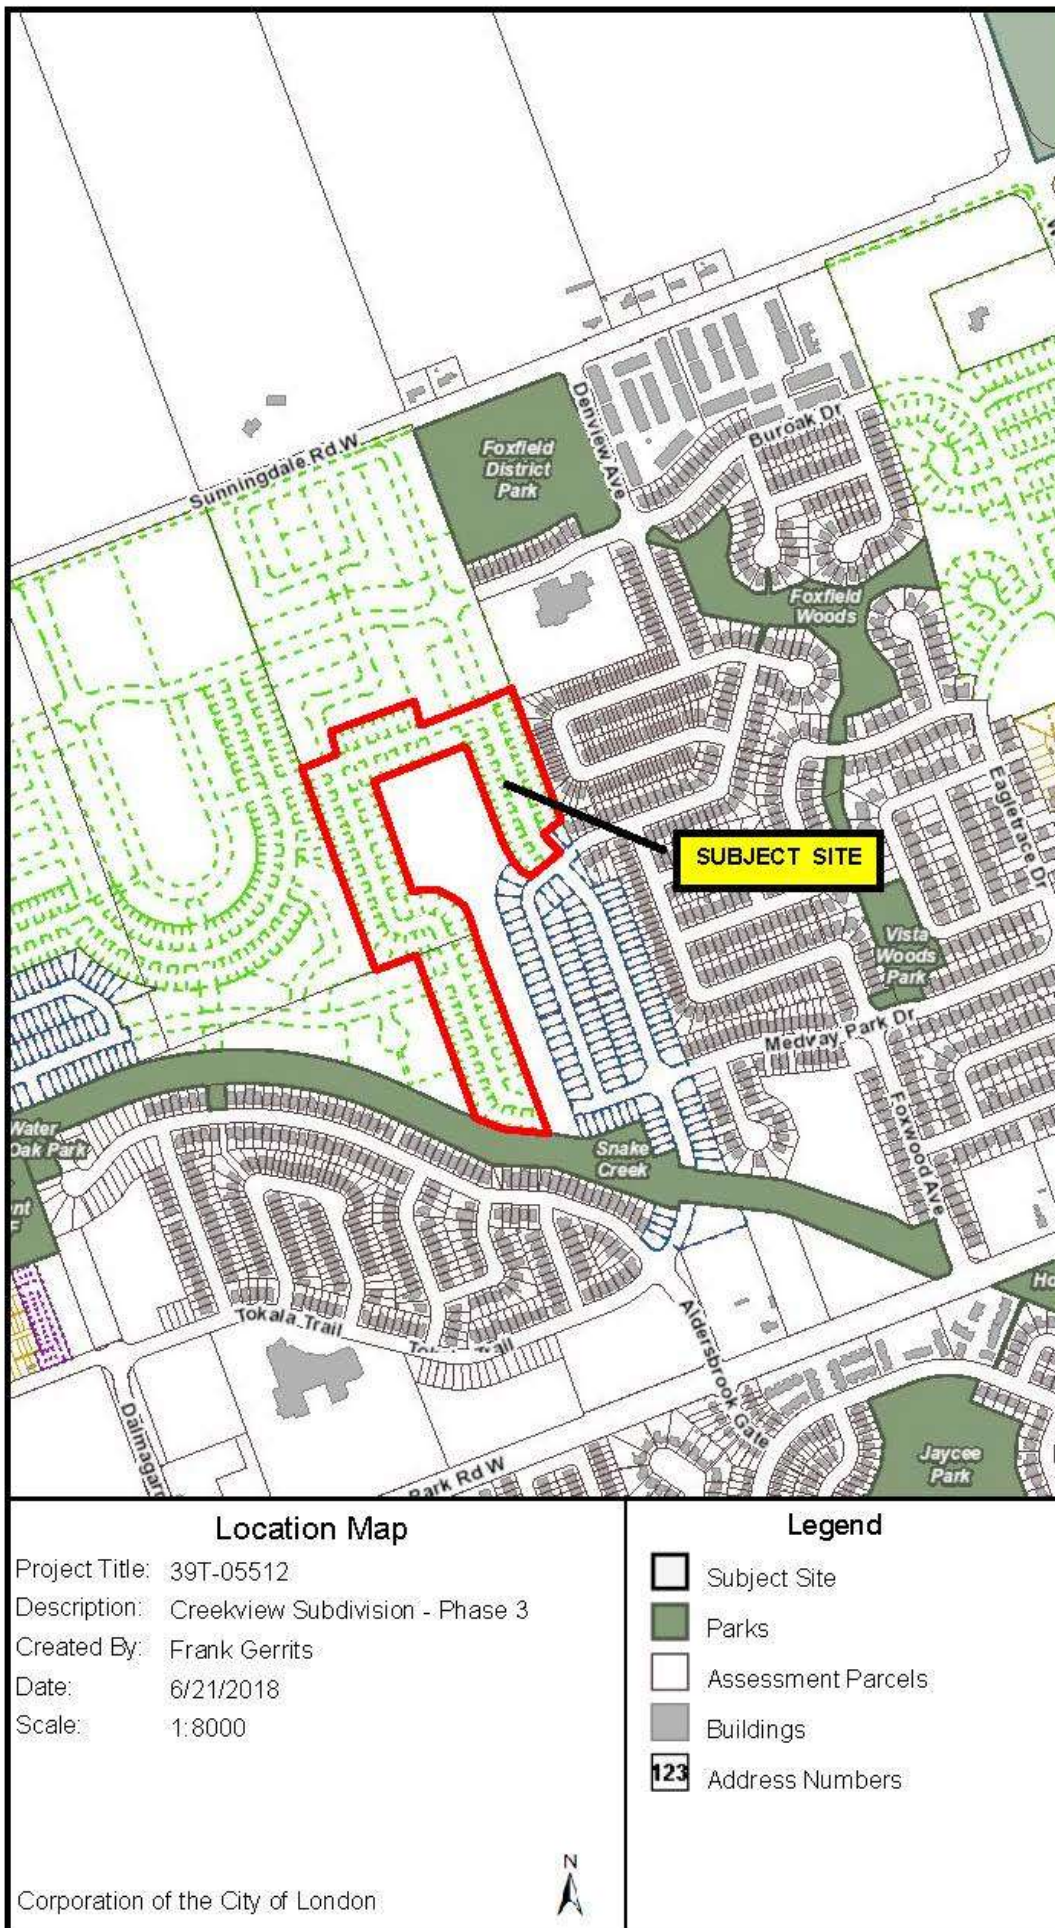 Sunningdale Rd W
Foxfield
District
Park
Denview Ave
Buroak Dr
Foxfield
Woods
Eagletrace Dr
SUBJECT SITE
Vista
Woods
Park
Medway Park Dr
Foxwood Ave
Water
Oak Park
Snake
Creek
Tokala Trail
Aldersbrook Gate
Park Rd W
Jaycee
Park
Location Map
Project Title: 39T-05512
Description: Creekview Subdivision - Phase 3
Created By: Frank Gerrits
Date: 6/21/2018
Scale: 1:8000
Corporation of the City of London
N
Legend
Subject Site
Parks
Assessment Parcels
Buildings
123 Address Numbers